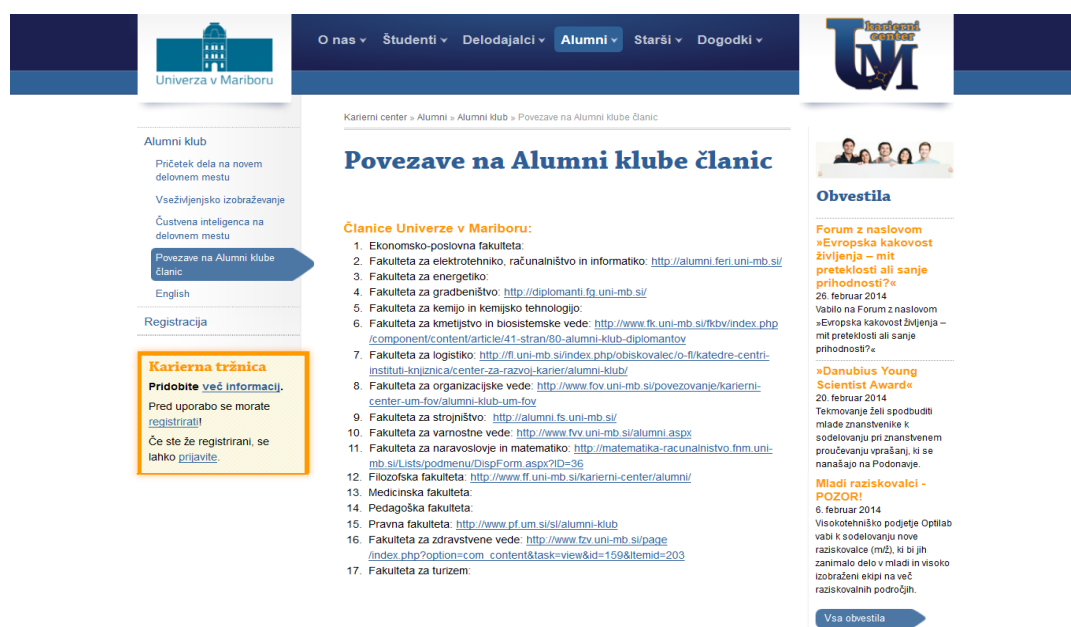 Univerza v Mariboru
O nas Študenti Delodajalci Alumni Starši Dogodki
karierni
center
UM
Alumni klub
Pričetek dela na novem
delovnem mestu
Vseživljenjsko izobraževanje
Čustvena inteligenca na
delovnem mestu
Povezave na Alumni klube
članic
English
Registracija
Karierna tržnica
Pridobite več informacij.
Pred uporabo se morate
registrirati!
Če ste že registrirani, se
lahko prijavite.
Karierni center » Alumni » Alumni klub » Povezave na Alumni klube članic
Povezave na Alumni klube članic
Članice Univerze v Mariboru:
1. Ekonomsko-poslovna fakulteta:
2. Fakulteta za elektrotehniko, računalništvo in informatiko: http://alumni.feri.uni-mb.si/
3. Fakulteta za energetiko:
4. Fakulteta za gradbeništvo: http://diplomanti.fg.uni-mb.si/
5. Fakulteta za kemijo in kemijsko tehnologijo:
6. Fakulteta za kmetijstvo in biosistemske vede: http://www.fk.uni-mb.si/fkbv/index.php
/component/content/article/41-stran/80-alumni-klub-diplomantov
7. Fakulteta za logistiko: http://fl.uni-mb.si/index.php/obiskovalec/o-fl/katedre-centri-
instituti-knjiznica/center-za-razvoj-karier/alumni-klub/
8. Fakulteta za organizacijske vede: http://www.fov.uni-mb.si/povezovanje/karierni-
center-um-fov/alumni-klub-um-fov
9. Fakulteta za strojništvo: http://alumni.fs.uni-mb.si/
10. Fakulteta za varnostne vede: http://www.fvv.uni-mb.si/alumni.aspx
11. Fakulteta za naravoslovje in matematiko: http://matematika-racunalnistvo.fnm.uni-
mb.si/Lists/podmenu/DispForm.aspx?ID=36
12. Filozofska fakulteta: http://www.ff.uni-mb.si/karierni-center/alumni/
13. Medicinska fakulteta:
14. Pedagoška fakulteta:
15. Pravna fakulteta: http://www.pf.um.si/sl/alumni-klub
16. Fakulteta za zdravstvene vede: http://www.fzv.uni-mb.si/page
/index.php?option=com_content&task=view&id=159&Itemid=203
17. Fakulteta za turizem:
Obvestila
Forum z naslovom
»Evropska kakovost
življenja – mit
preteklosti ali sanje
prihodnosti?«
26. februar 2014
Vabilo na Forum z naslovom
»Evropska kakovost življenja –
mit preteklosti ali sanje
prihodnosti?«
»Danubius Young
Scientist Award«
20. februar 2014
Tekmovanje želi spodbuditi
mlade znanstvenike k
sodelovanju pri znanstvenem
proučevanju vprašanj, ki se
nanašajo na Podonavje.
Mladi raziskovalci -
POZOR!
6. februar 2014
Visokotehniško podjetje Optilab
vabi k sodelovanju nove
raziskovalce (m/ž), ki bi jih
zanimalo delo v mladi in visoko
izobraženi ekipi na več
raziskovalnih področjih.
Vsa obvestila